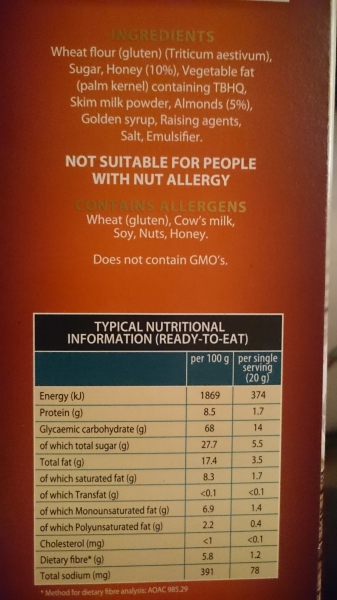 INGREDIENTS
Wheat flour (gluten) (Triticum aestivum),
Sugar, Honey (10%), Vegetable fat
(palm kernel) containing TBHQ,
Skim milk powder, Almonds (5%),
Golden syrup, Raising agents,
Salt, Emulsifier.
NOT SUITABLE FOR PEOPLE
WITH NUT ALLERGY
CONTAINS ALLERGENS
Wheat (gluten), Cow's milk,
Soy, Nuts, Honey.
Does not contain GMO's.
TYPICAL NUTRITIONAL
INFORMATION (READY-TO-EAT)
per 100 g per single
serving
(20 g)
Energy (kJ) 1869 374
Protein (g) 8.5 1.7
Glycaemic carbohydrate (g) 68 14
of which total sugar (g) 27.7 5.5
Total fat (g) 17.4 3.5
of which saturated fat (g) 8.3 1.7
of which Transfat (g) <0.1 <0.1
of which Monounsaturated fat (g) 6.9 1.4
of which Polyunsaturated fat (g) 2.2 0.4
Cholesterol (mg) <1 <0.1
Dietary fibre* (g) 5.8 1.2
Total sodium (mg) 391 78
* Method for dietary fibre analysis: AOAC 985.29